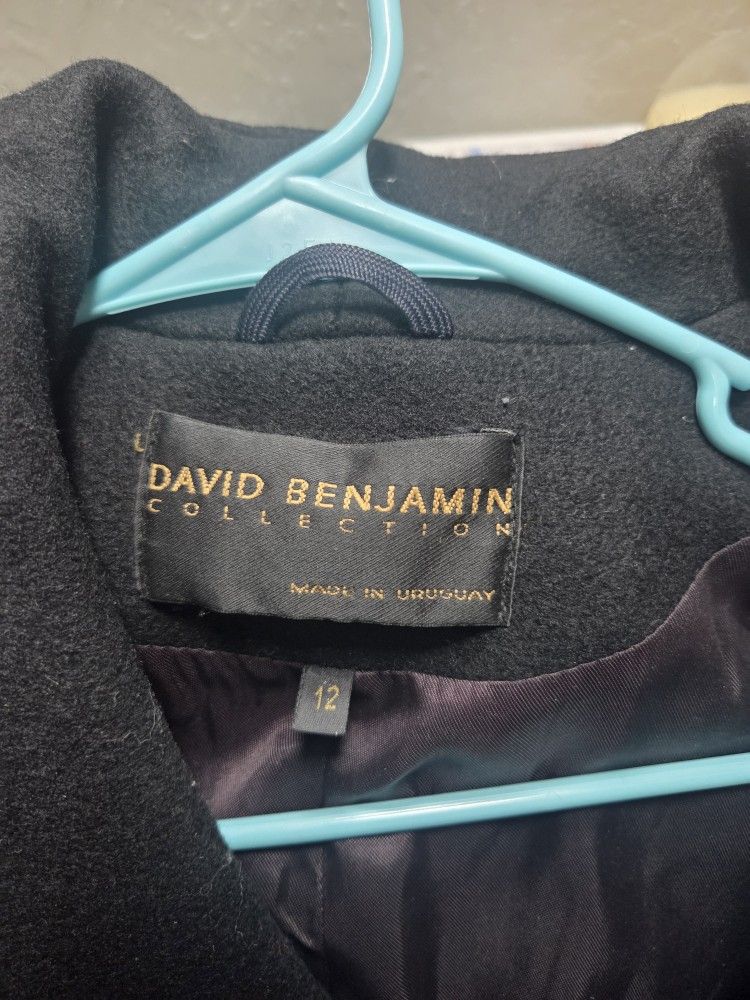 DAVID BENJAMIN
COLLECTION
MADE IN URUGUAY
12